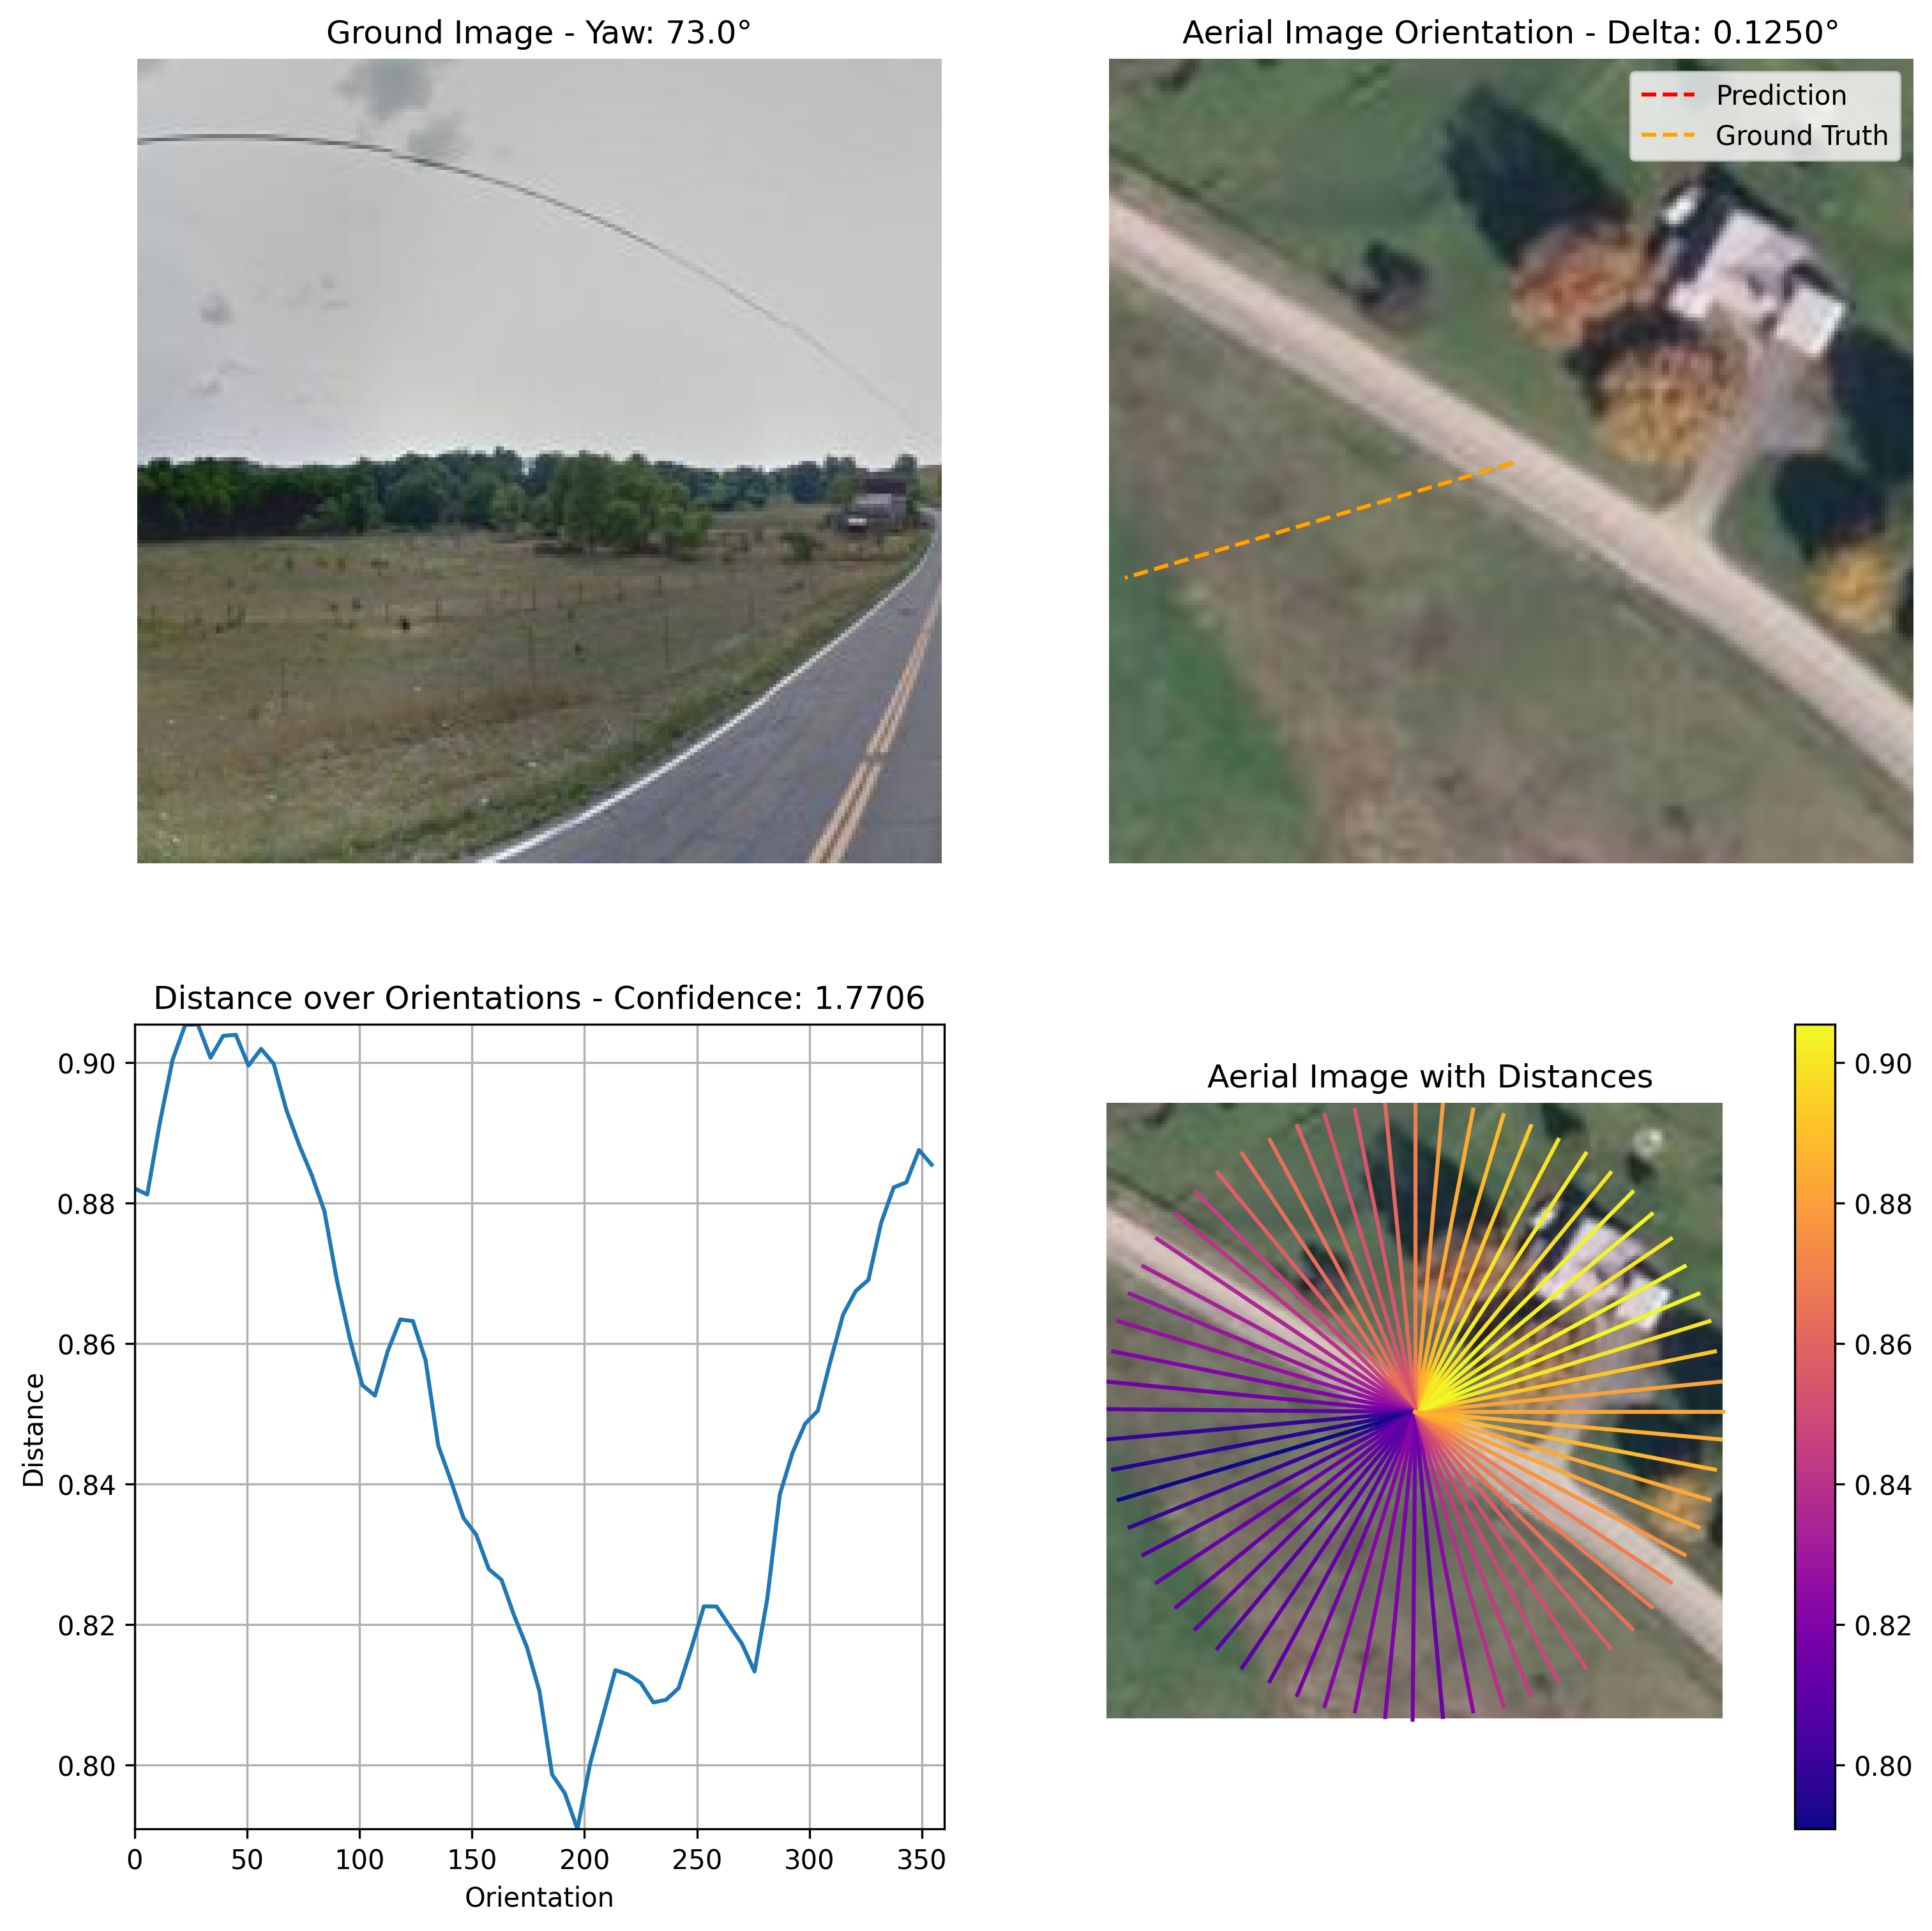 Ground Image - Yaw: 73.0°
Aerial Image Orientation - Delta: 0.1250°
Prediction
Ground Truth
Distance over Orientations - Confidence: 1.7706
0.90
0.88
0.86
0.84
0.82
0.80
Distance
0 50 100 150 200 250 300 350
Orientation
Aerial Image with Distances
0.90
0.88
0.86
0.84
0.82
0.80